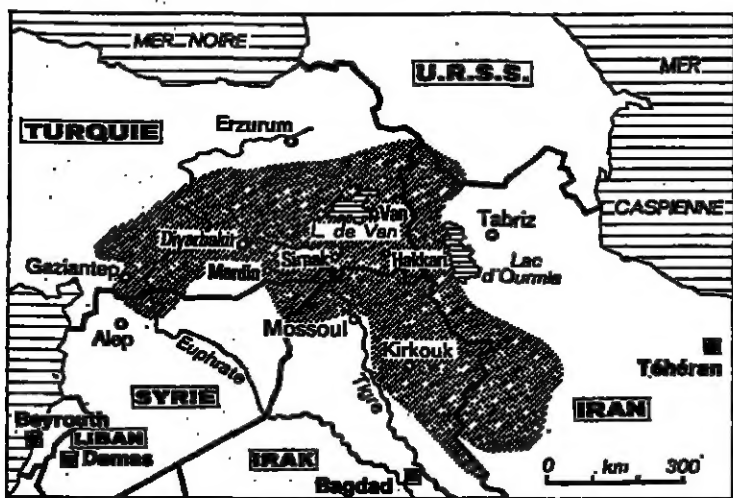 MER NOIRE
U.R.S.S.
MER
CASPIENNE
TURQUIE
Erzurum
Van
L. de Van
Tabriz
Diyarbakir
Gaziantep
Mardin
Sirnak
Hakkari
Lac
d'Ourmia
Mossoul
Alep
Euphrate
Kirkouk
Téhéran
Tigre
SYRIE
IRAN
Beyrouth
LIBAN
Damas
IRAK
Bagdad
0 km 300